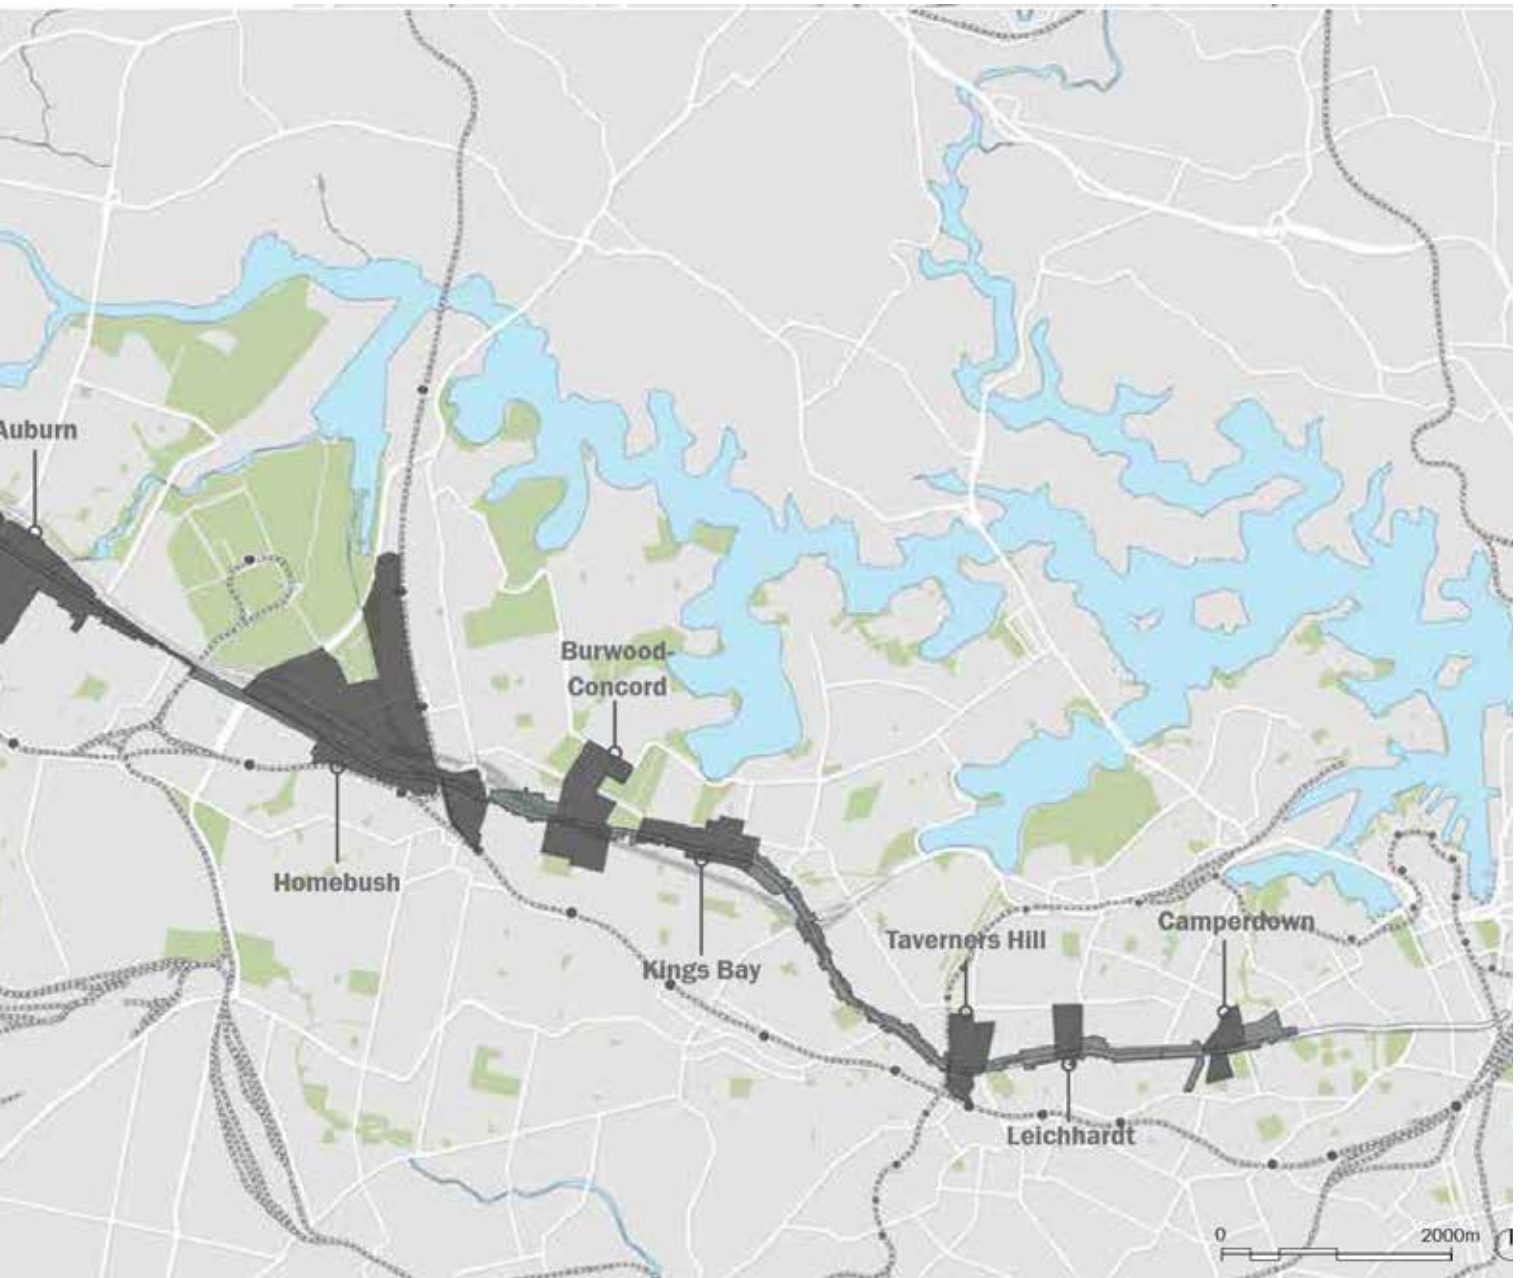 Auburn
Burwood-
Concord
Homebush
Kings Bay
Taverners Hill
Camperdown
Leichhardt
0 2000m